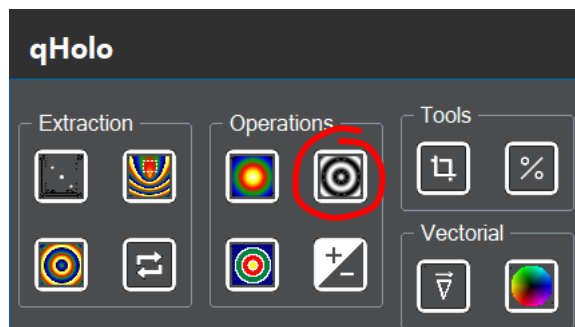 qHolo
Extraction
Operations
Tools
%
Vectorial
+
−